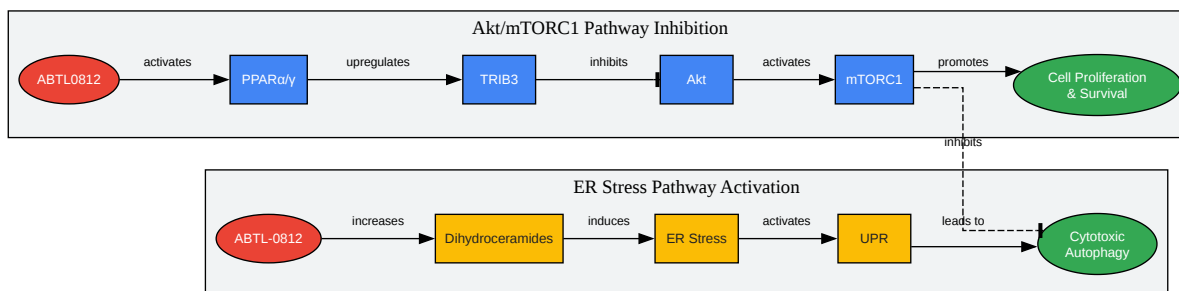 Akt/mTORC1 Pathway Inhibition
ABTL0812
activates
PPARα/γ
upregulates
TRIB3
inhibits
Akt
activates
mTORC1
promotes
Cell Proliferation
& Survival
inhibits
ER Stress Pathway Activation
ABTL-0812
increases
Dihydroceramides
induces
ER Stress
activates
UPR
leads to
Cytotoxic
Autophagy